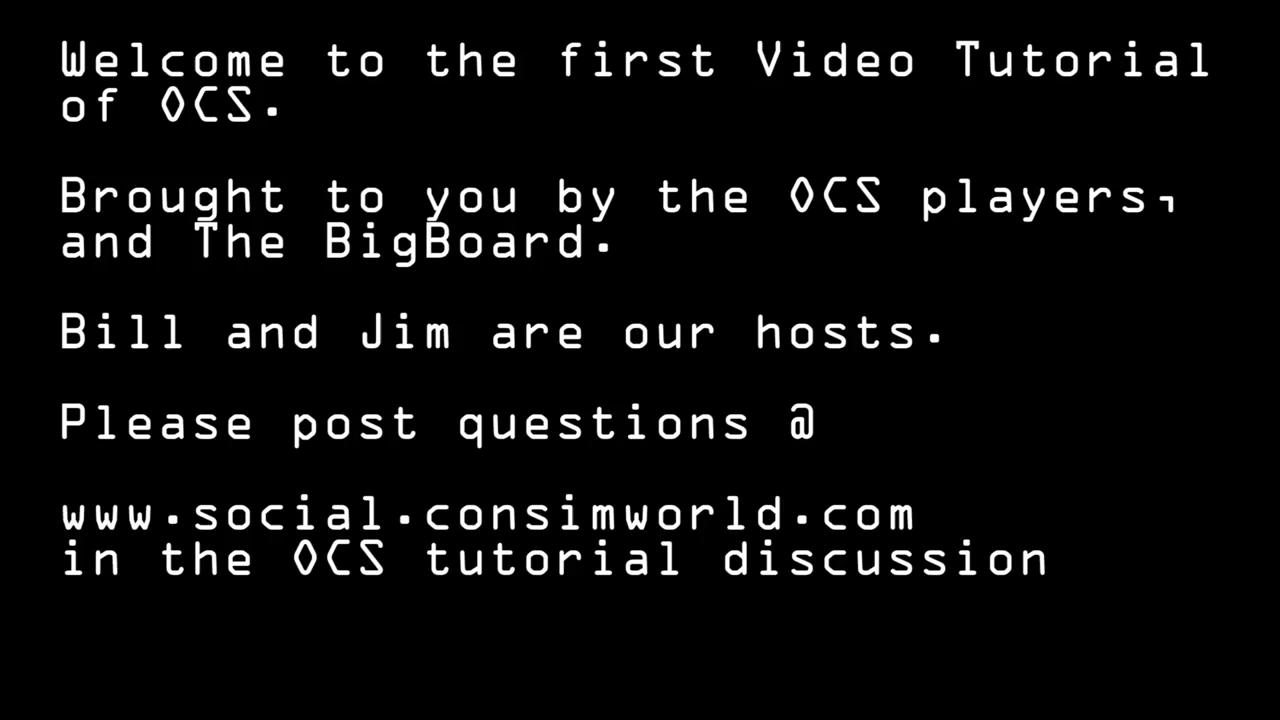 Welcome to the first Video Tutorial
of OCS.
Brought to you by the OCS players,
and The BigBoard.
Bill and Jim are our hosts.
Please post questions @
www.social.consimworld.com
in the OCS tutorial discussion